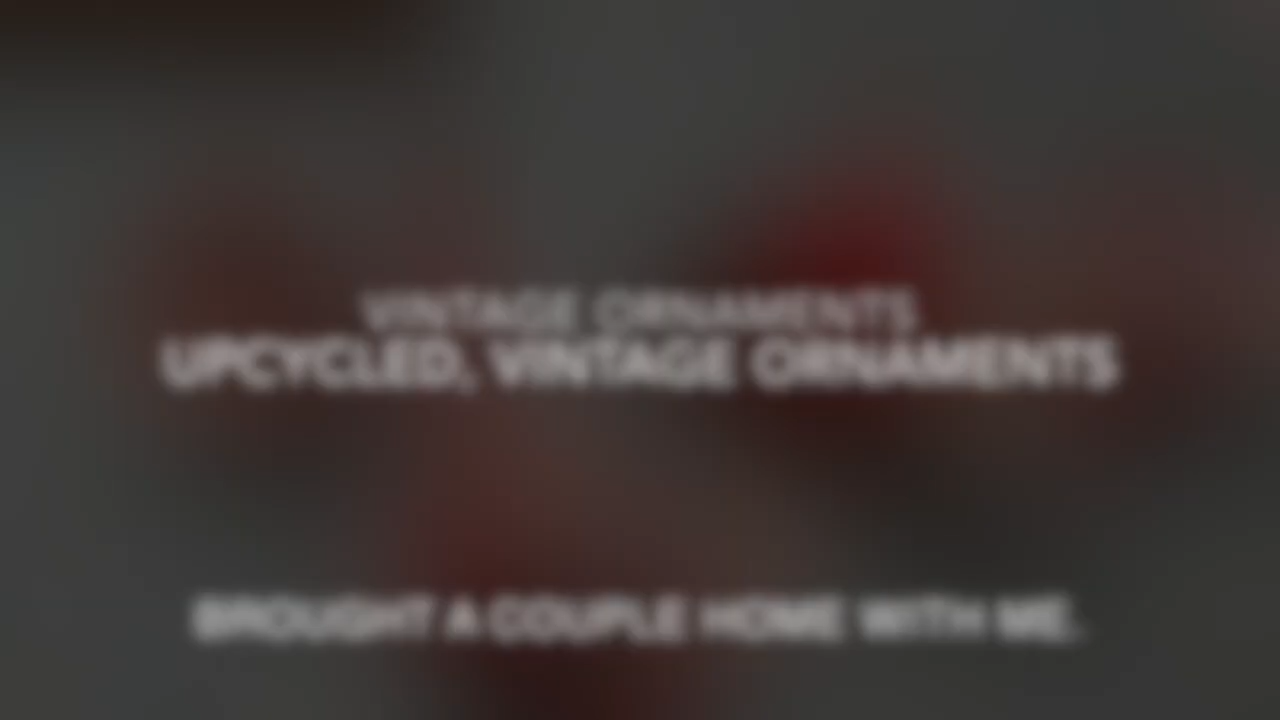 VINTAGE ORNAMENTS
UPCYCLED, VINTAGE ORNAMENTS
BROUGHT A COUPLE HOME WITH ME.